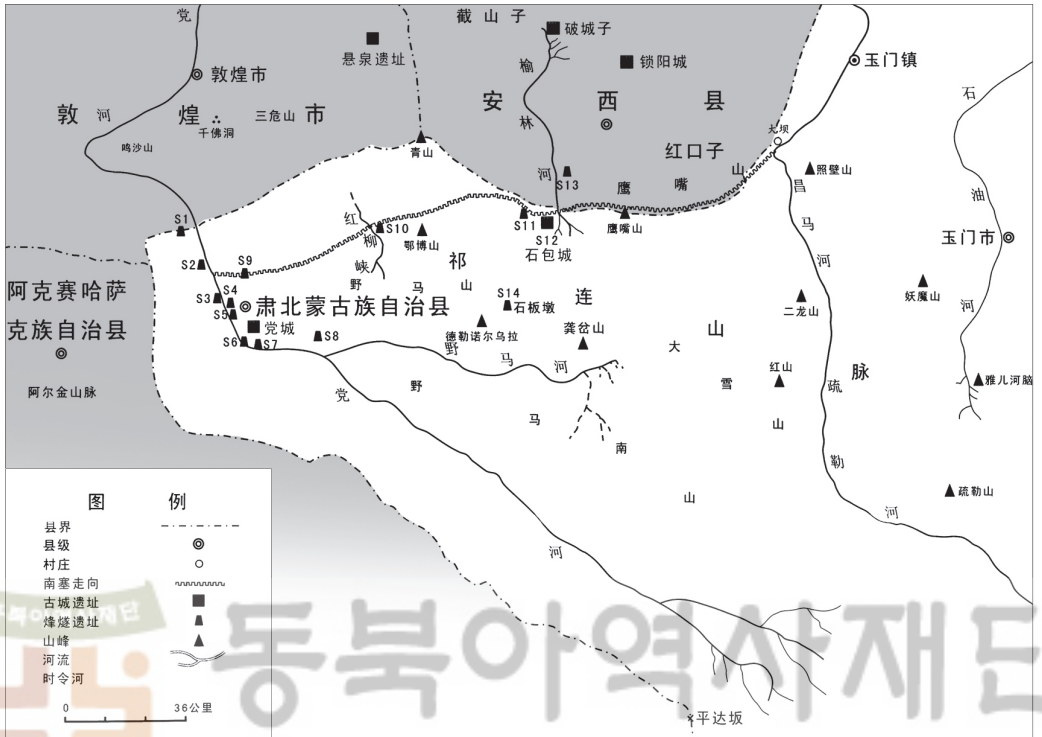 党
截山子
破城子
悬泉遗址
榆
锁阳城
玉门镇
敦煌市
石
敦
河
煌
三危山
市
千佛洞
鸣沙山
安
西
县
林
大坝
青山
红口子
河
S13
鹰
嘴
山
昌
照壁山
油
马
S1
红
S10
柳
鄂博山
S11
S12
石包城
鹰嘴山
玉门市
S2
S9
峡
祁
河
阿克赛哈萨
克族自治县
S3
S4
S5
肃北蒙古族自治县
野
马
山
S14
石板墩
连
二龙山
妖魔山
河
党城
S6
S7
S8
德勒诺尔乌拉
龚岔山
山
野
马
河
大
阿尔金山脉
党
野
雪
红山
疏
脉
雅儿河脑
马
山
南
勒
山
疏勒山
河
河
图例
县界
县级
村庄
南塞走向
古城遗址
烽燧遗址
山峰
河流
时令河
0
36公里
平达坂
동북아역사재단
동북아역사재단